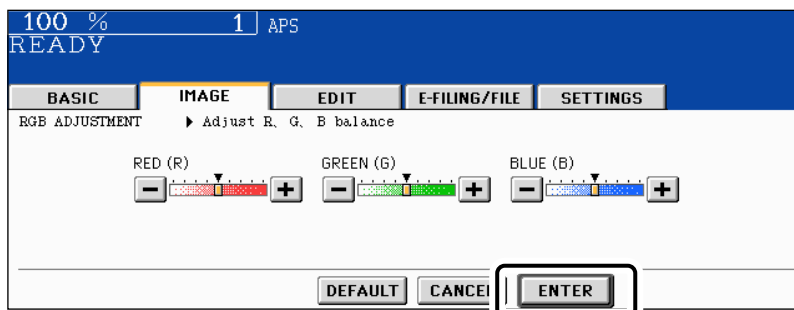 100 % 1 APS
READY
BASIC IMAGE EDIT E-FILING/FILE SETTINGS
RGB ADJUSTMENT ▶ Adjust R, G, B balance
RED (R) GREEN (G) BLUE (B)
− + − + − +
DEFAULT CANCEL ENTER